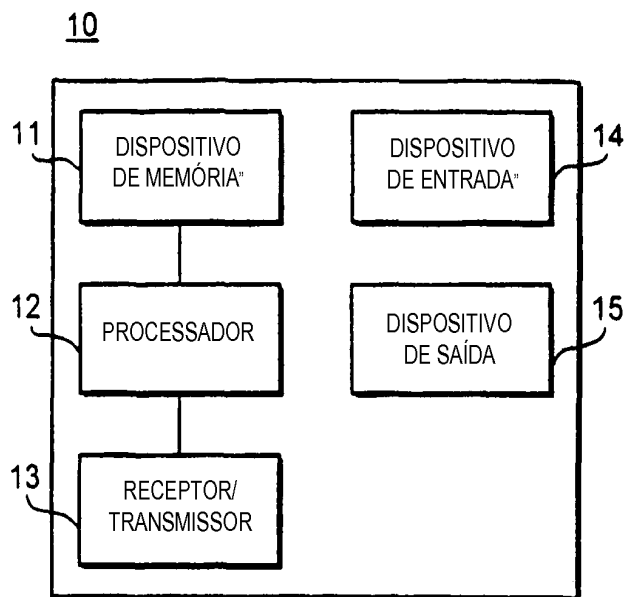 10
11
DISPOSITIVO
DE MEMÓRIA"
DISPOSITIVO
DE ENTRADA"
14
12
PROCESSADOR
DISPOSITIVO
DE SAÍDA
15
13
RECEPTOR/
TRANSMISSOR